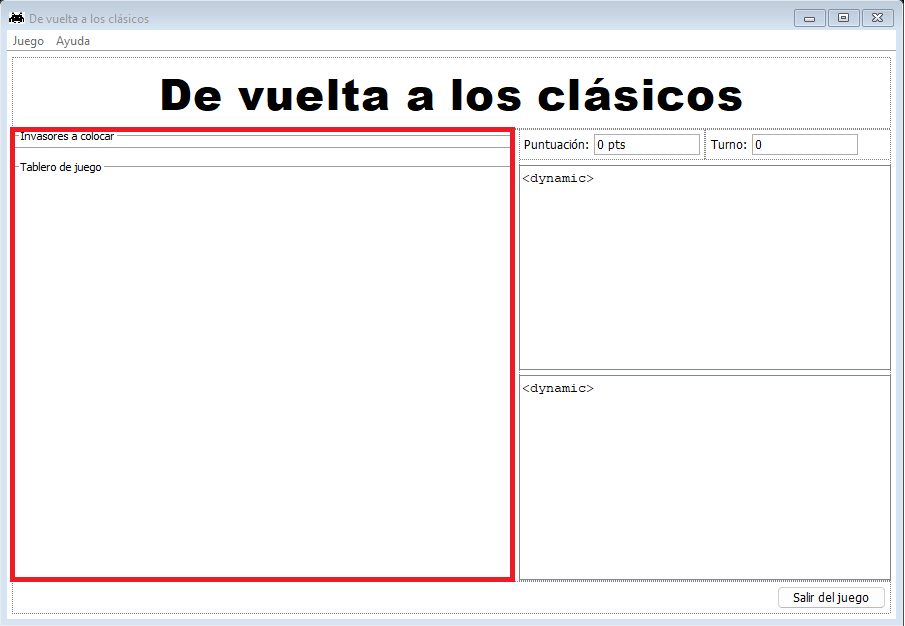 De vuelta a los clásicos
Juego Ayuda
De vuelta a los clásicos
Invasores a colocar
Tablero de juego
Puntuación: 0 pts Turno: 0
<dynamic>
<dynamic>
Salir del juego